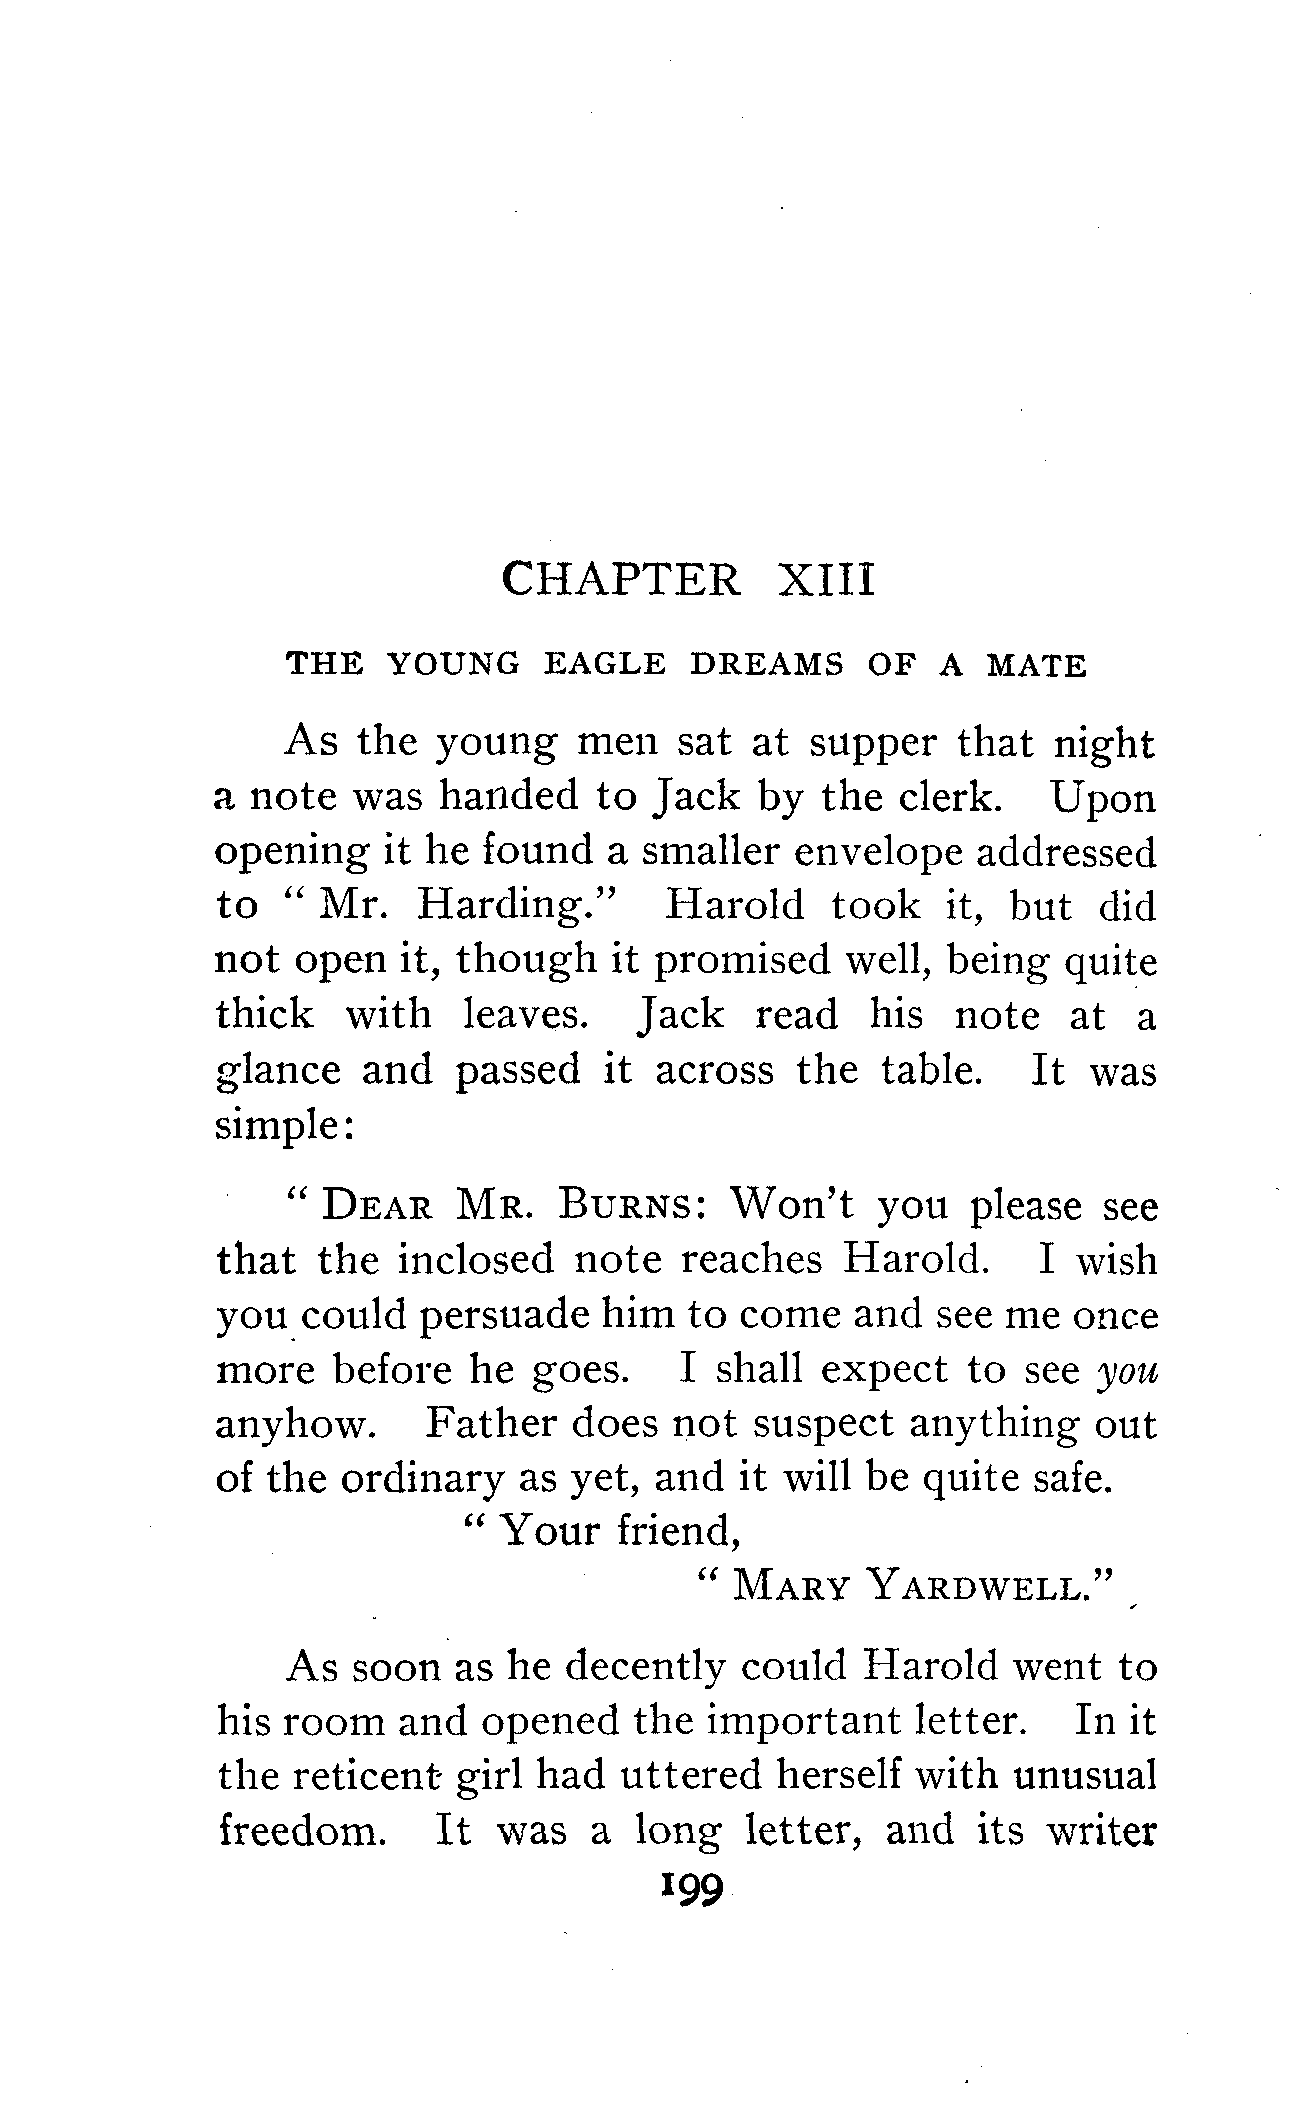 CHAPTER XIII
THE YOUNG EAGLE DREAMS OF A MATE
As the young men sat at supper that night
a note was handed to Jack by the clerk. Upon
opening it he found a smaller envelope addressed
to " Mr. Harding." Harold took it, but did
not open it, though it promised well, being quite
thick with leaves. Jack read his note at a
glance and passed it across the table. It was
simple:
" DEAR MR. BURNS: Won't you please see
that the inclosed note reaches Harold. I wish
you could persuade him to come and see me once
more before he goes. I shall expect to see you
anyhow. Father does not suspect anything out
of the ordinary as yet, and it will be quite safe.
" Your friend,
" MARY YARDWELL."
As soon as he decently could Harold went to
his room and opened the important letter. In it
the reticent girl had uttered herself with unusual
freedom. It was a long letter, and its writer
199